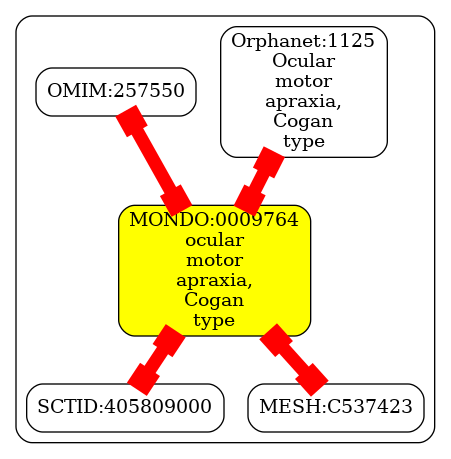 OMIM:257550
Orphanet:1125
Ocular
motor
apraxia,
Cogan
type
MONDO:0009764
ocular
motor
apraxia,
Cogan
type
SCTID:405809000
MESH:C537423